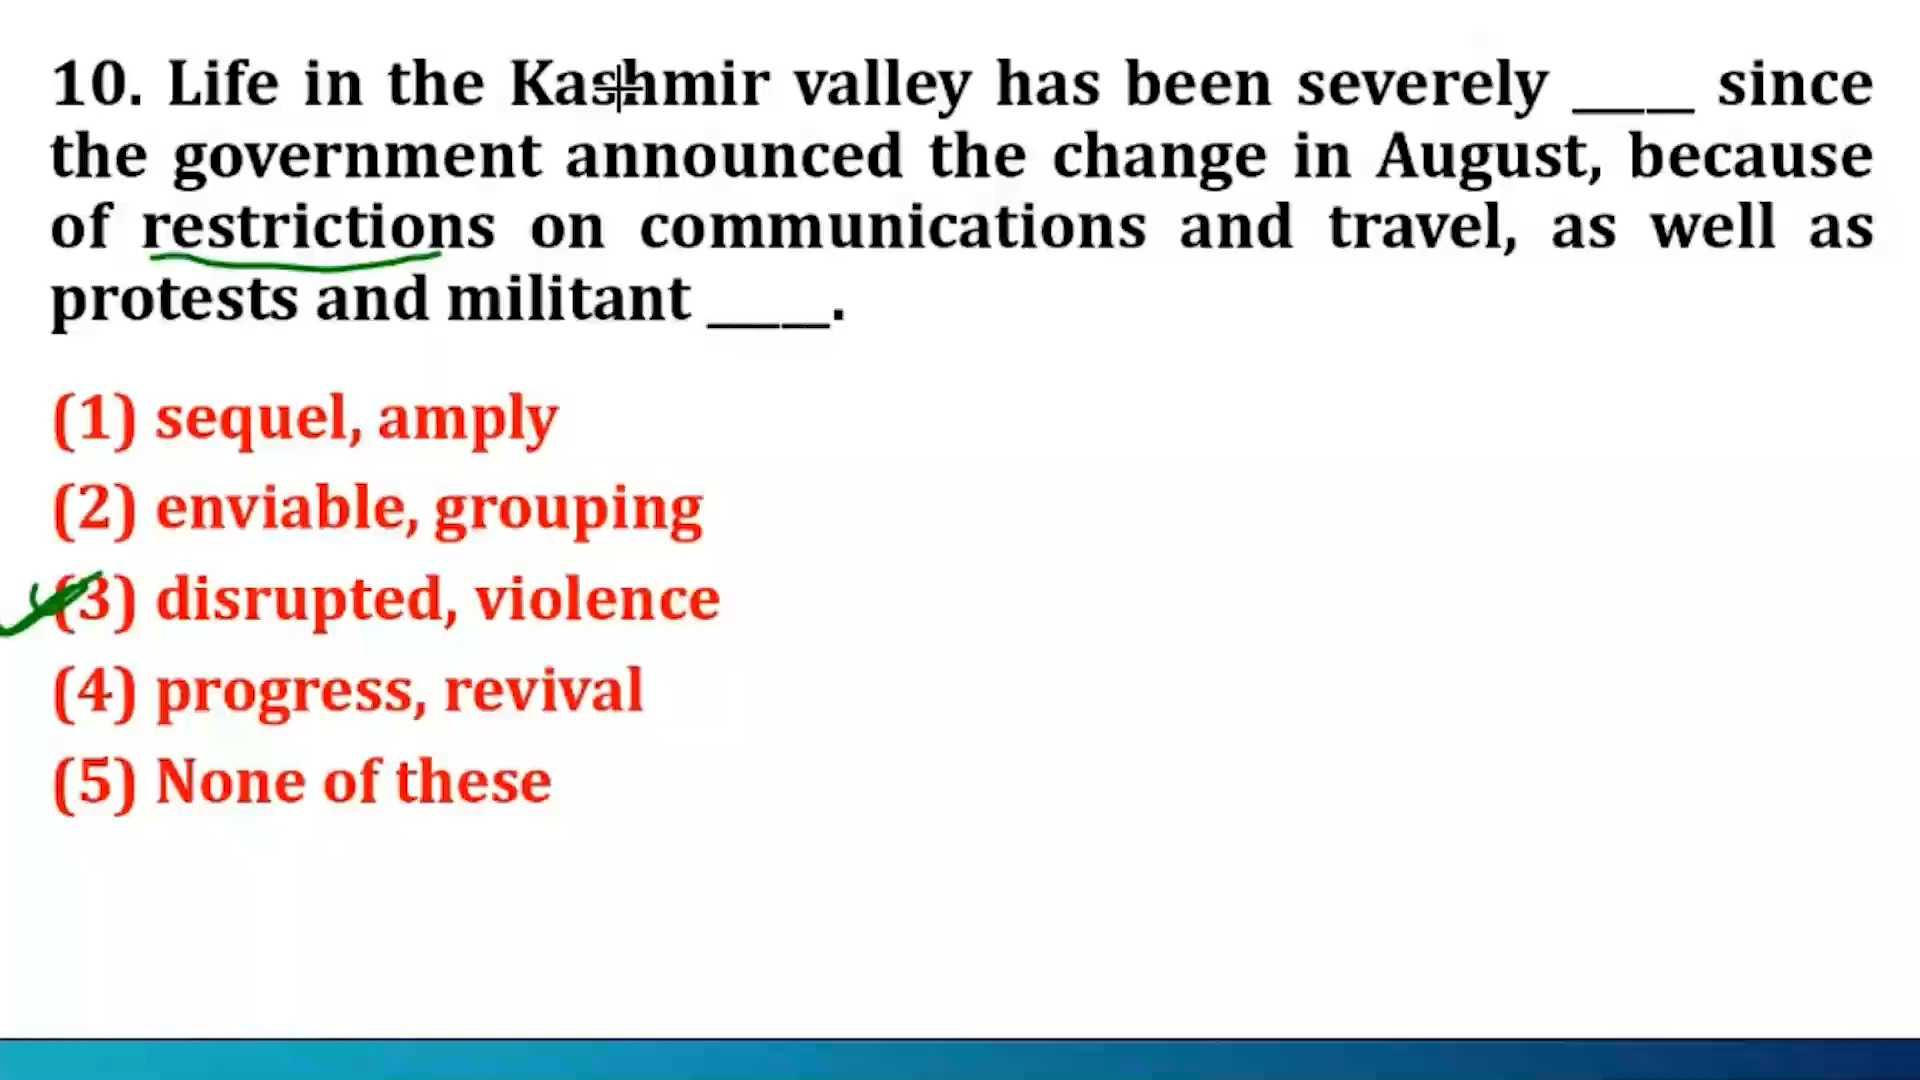 10. Life in the Kashmir valley has been severely _____ since
the government announced the change in August, because
of restrictions on communications and travel, as well as
protests and militant _____.
(1) sequel, amply
(2) enviable, grouping
(3) disrupted, violence
(4) progress, revival
(5) None of these